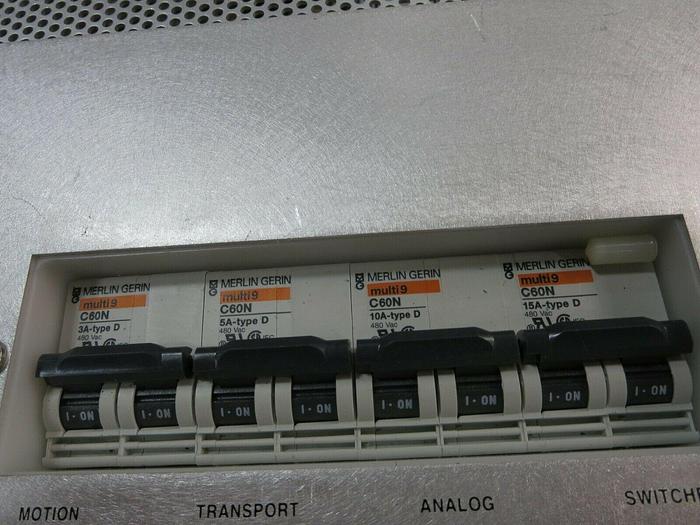 MERLIN GERIN
multi9
C60N
3A-type D
480 Vac
MERLIN GERIN
multi9
C60N
5A-type D
480 Vac
MERLIN GERIN
multi9
C60N
10A-type D
480 Vac
MERLIN GERIN
multi9
C60N
15A-type D
480 Vac
I·ON I·ON I·ON I·ON I·ON I·ON I·ON I·ON
MOTION TRANSPORT ANALOG